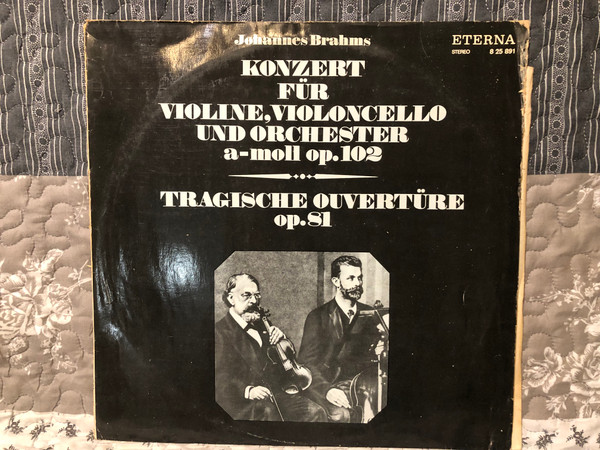 Johannes Brahms
ETERNA
STEREO 8 25 891
KONZERT
FÜR
VIOLINE, VIOLONCELLO
UND ORCHESTER
a-moll op. 102
TRAGISCHE OUVERTÜRE
op. 81